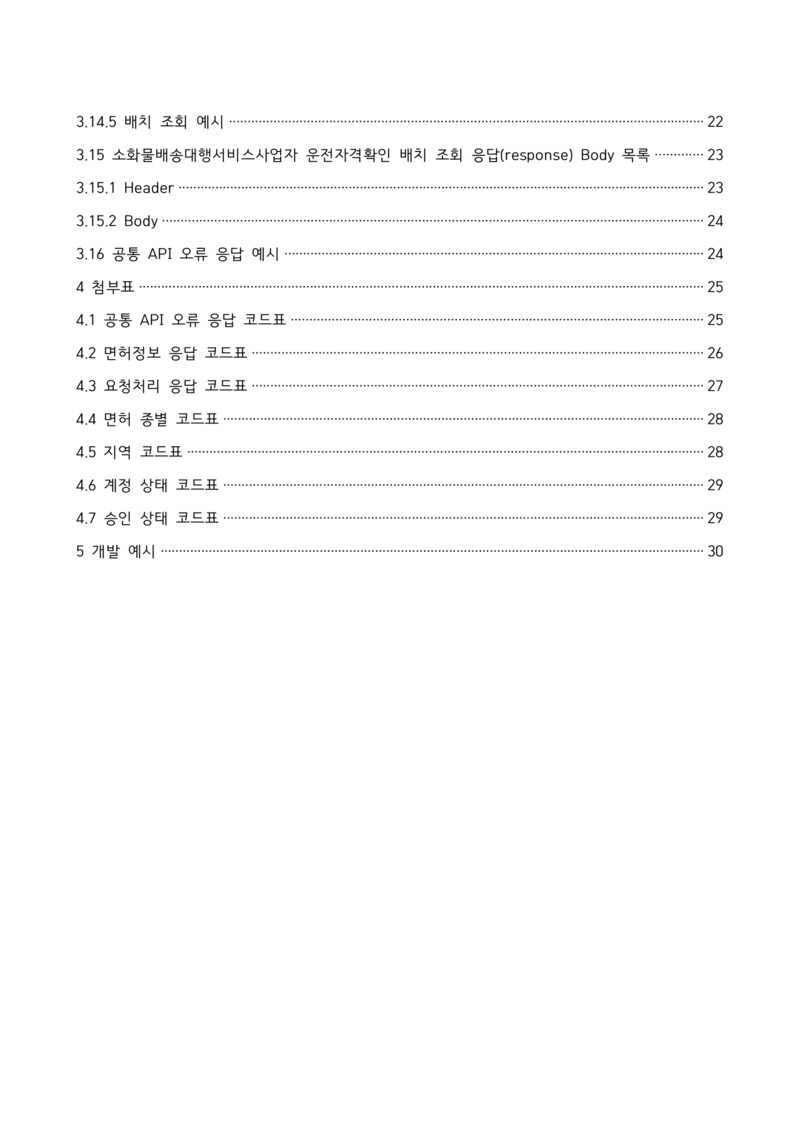 3.14.5 배치 조회 예시 ········ 22
3.15 소화물배송대행서비스사업자 운전자격확인 배치 조회 응답(response) Body 목록 ········ 23
3.15.1 Header ········ 23
3.15.2 Body ········ 24
3.16 공통 API 오류 응답 예시 ········ 24
4 첨부표 ········ 25
4.1 공통 API 오류 응답 코드표 ········ 25
4.2 면허정보 응답 코드표 ········ 26
4.3 요청처리 응답 코드표 ········ 27
4.4 면허 종별 코드표 ········ 28
4.5 지역 코드표 ········ 28
4.6 계정 상태 코드표 ········ 29
4.7 승인 상태 코드표 ········ 29
5 개발 예시 ········ 30